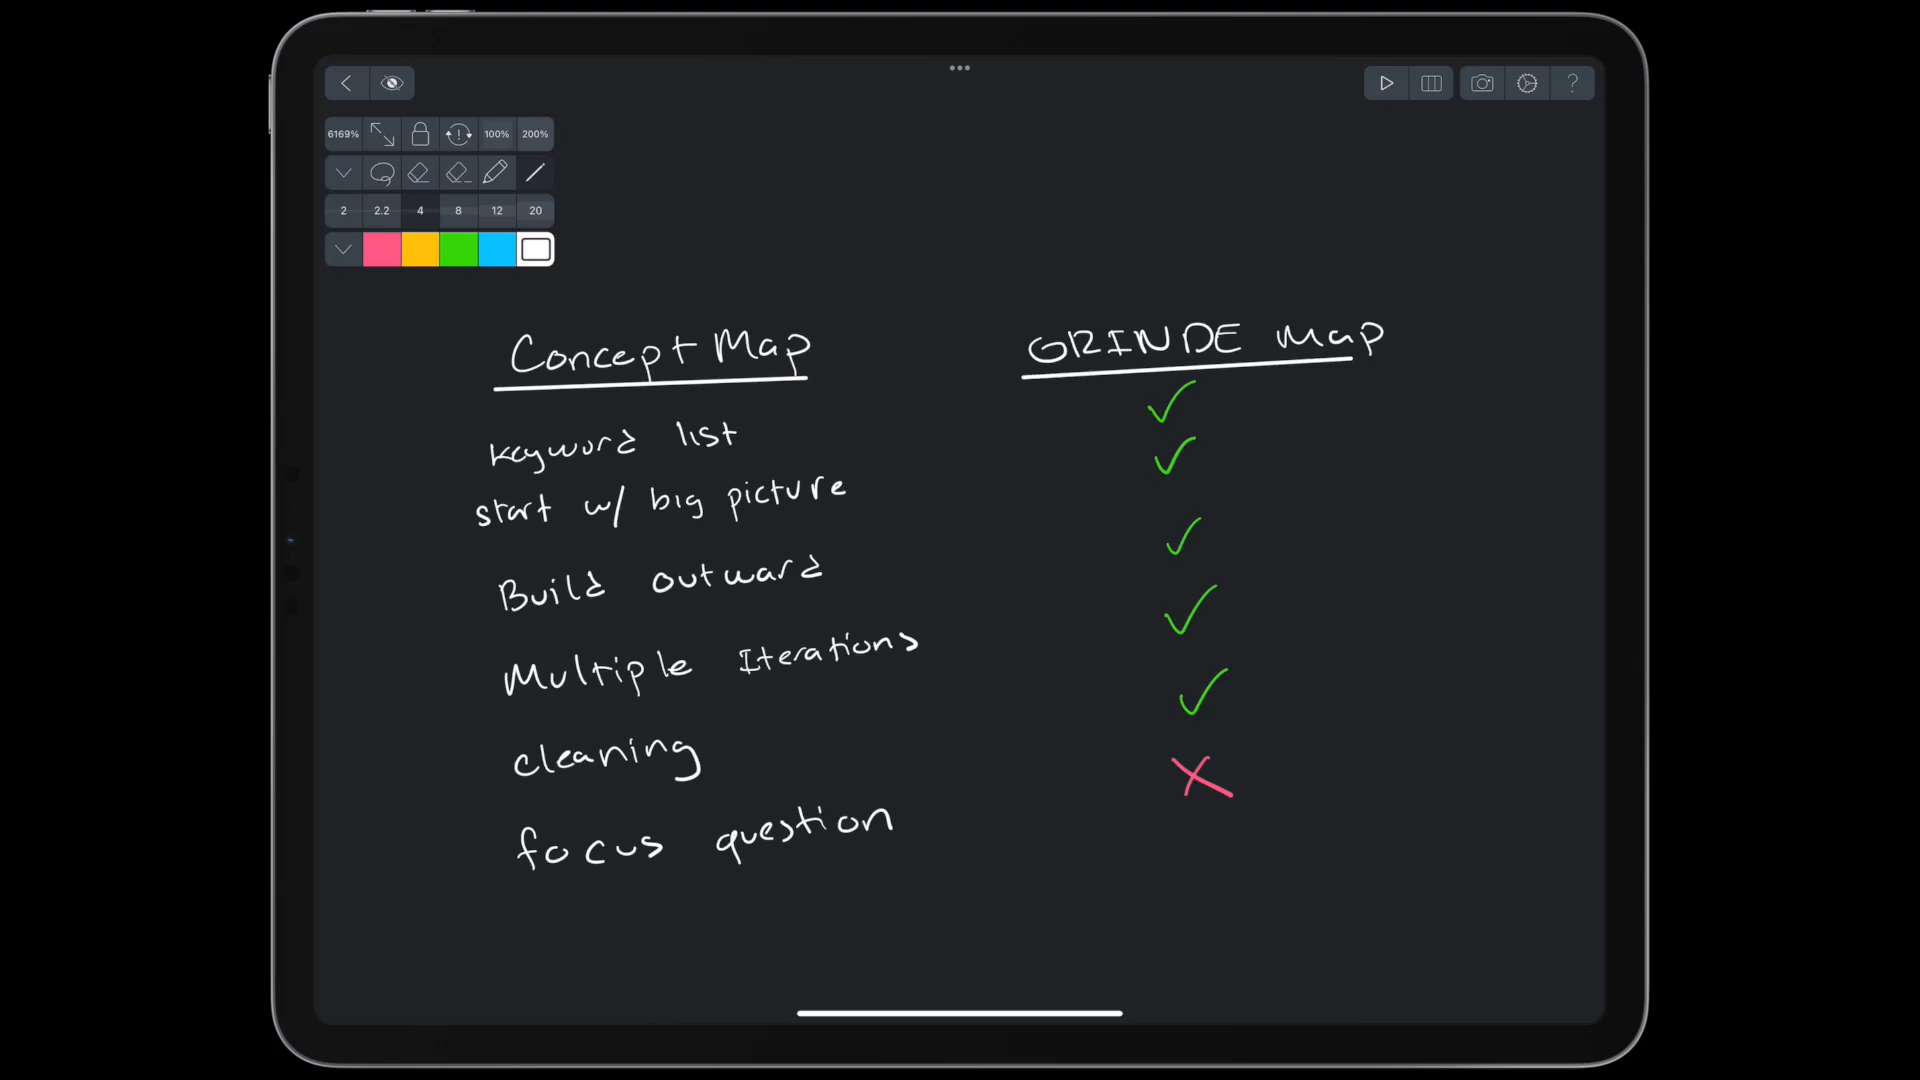 6169%
100%
200%
2
2.2
4
8
12
20
?
Concept Map
GRINDE Map
keyword list
start w/ big picture
Build outward
Multiple Iterations
cleaning
focus question